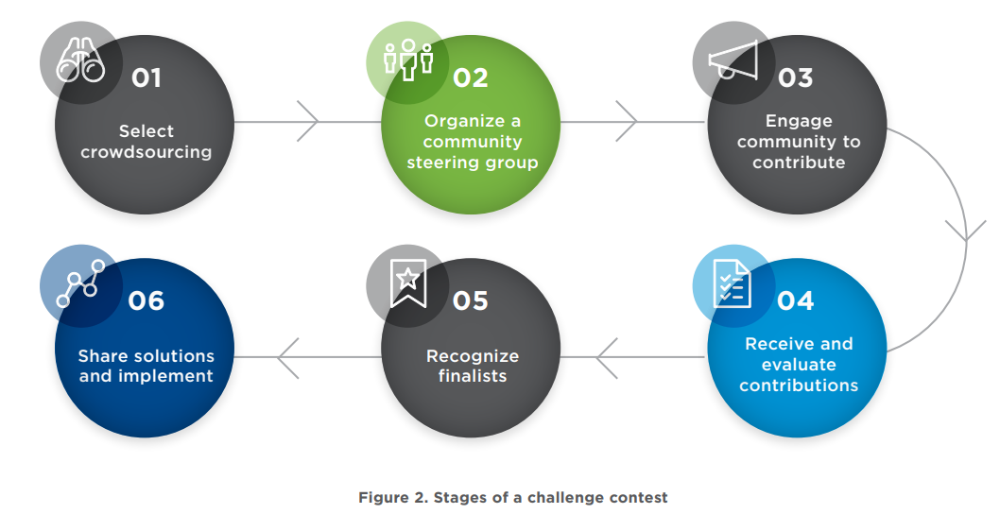 01
Select
crowdsourcing
02
Organize a
community
steering group
03
Engage
community to
contribute
04
Receive and
evaluate
contributions
05
Recognize
finalists
06
Share solutions
and implement
Figure 2. Stages of a challenge contest